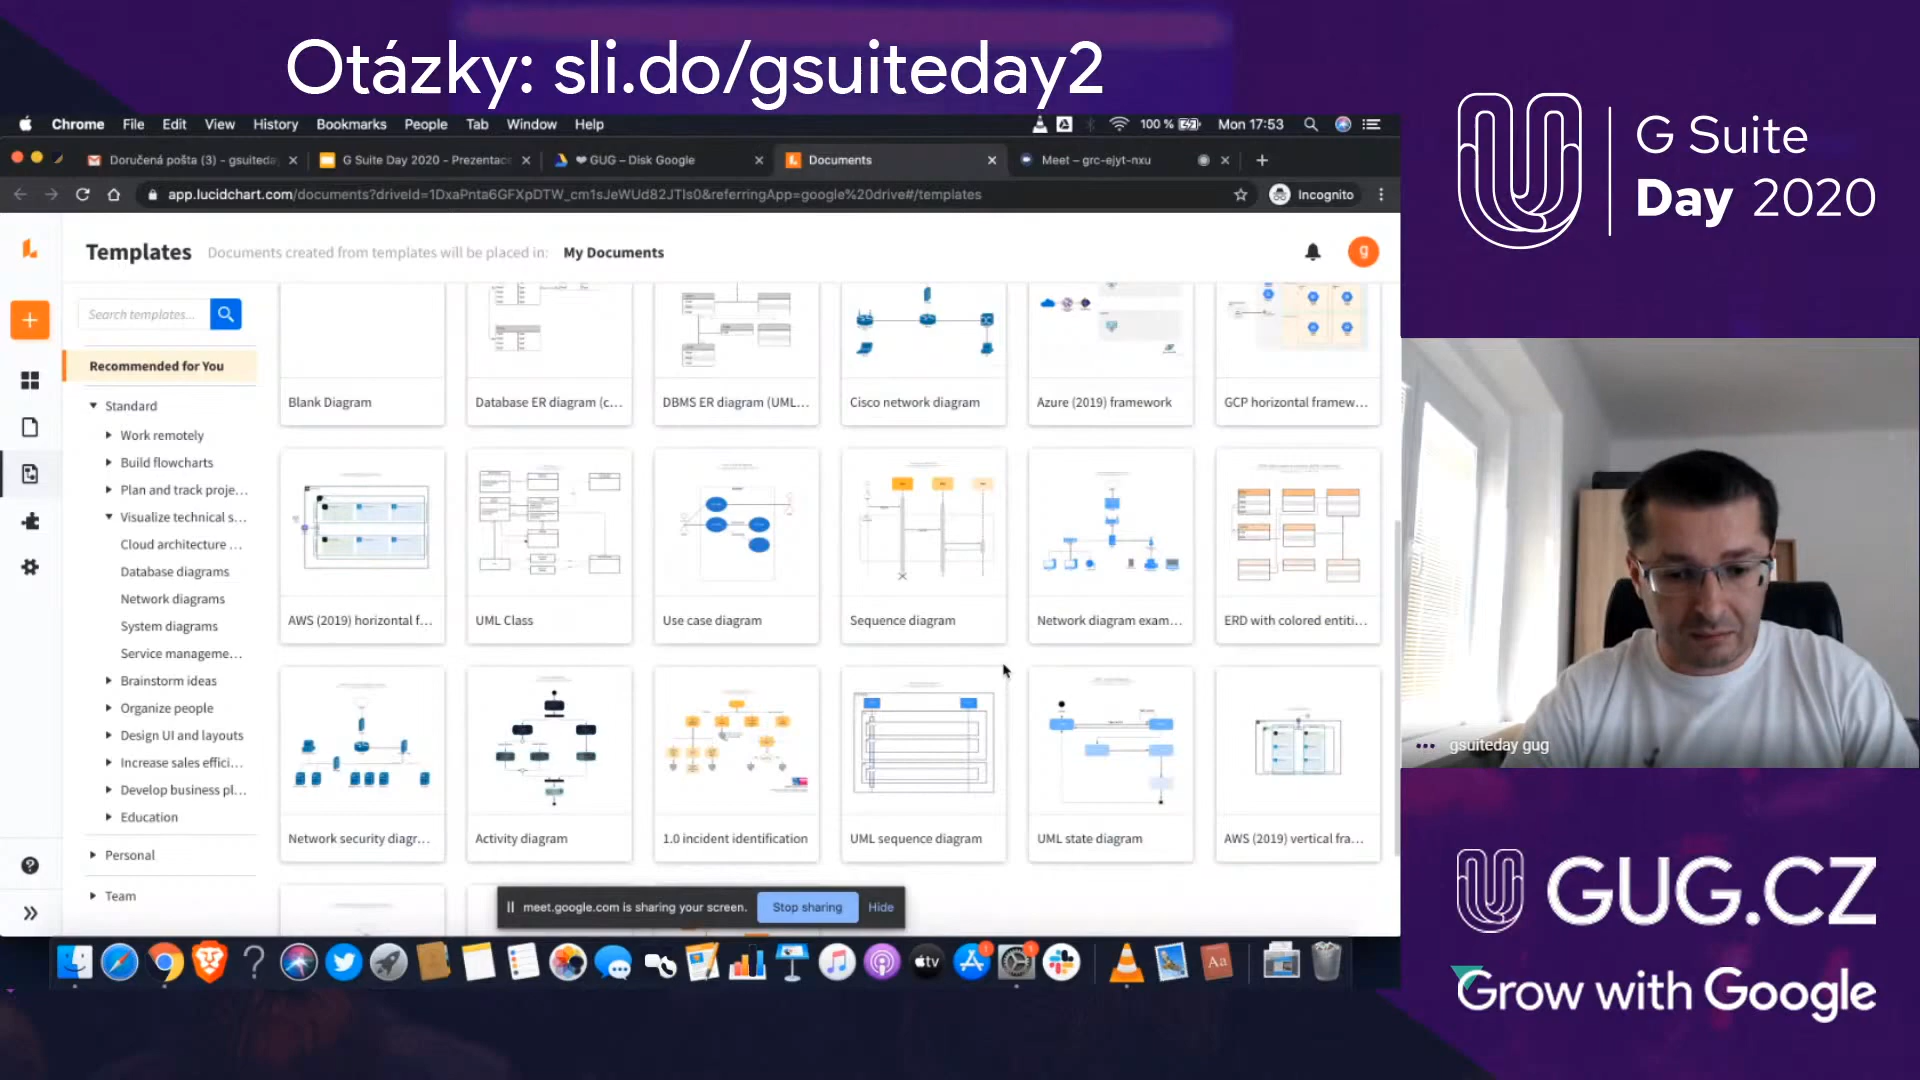 Otázky: sli.do/gsuiteday2
Chrome File Edit View History Bookmarks People Tab Window Help 100 % Mon 17:53
Doručená pošta (3) - gsuiteda
G Suite Day 2020 - Prezentac
❤ GUG – Disk Google
Documents
Meet – grc-ejyt-nxu
app.lucidchart.com/documents?driveId=1DxaPnta6GFXpDTW_cm1sJeWUd82JTIs0&referringApp=google%20drive#/templates
Incognito
Templates Documents created from templates will be placed in: My Documents
g
Search templates...
Recommended for You
Standard
Work remotely
Build flowcharts
Plan and track proje...
Visualize technical s...
Cloud architecture ...
Database diagrams
Network diagrams
System diagrams
Service manageme...
Brainstorm ideas
Organize people
Design UI and layouts
Increase sales effici...
Develop business pl...
Education
Personal
Team
Blank Diagram
Database ER diagram (c...
DBMS ER diagram (UML...
Cisco network diagram
Azure (2019) framework
GCP horizontal framew...
AWS (2019) horizontal f...
UML Class
Use case diagram
Sequence diagram
Network diagram exam...
ERD with colored entiti...
Network security diagr...
Activity diagram
1.0 incident identification
UML sequence diagram
UML state diagram
AWS (2019) vertical fra...
meet.google.com is sharing your screen. Stop sharing Hide
tv
1
1
Aa
G Suite
Day 2020
gsuiteday gug
GUG.CZ
Grow with Google